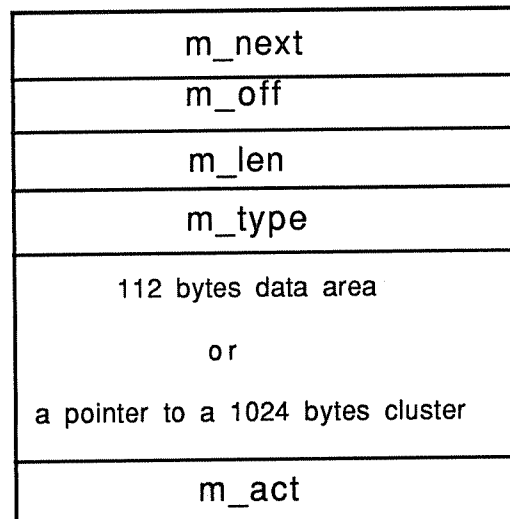 m_next
m_off
m_len
m_type
112 bytes data area
or
a pointer to a 1024 bytes cluster
m_act